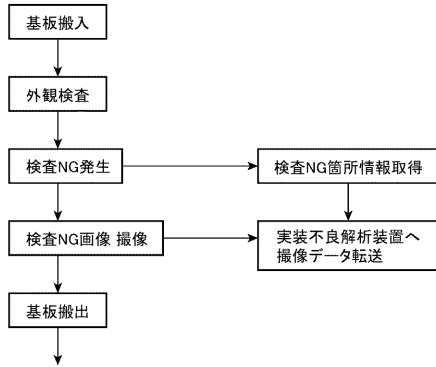 基板搬入
外観検査
検査NG発生
検査NG箇所情報取得
検査NG画像 撮像
実装不良解析装置へ
撮像データ転送
基板搬出